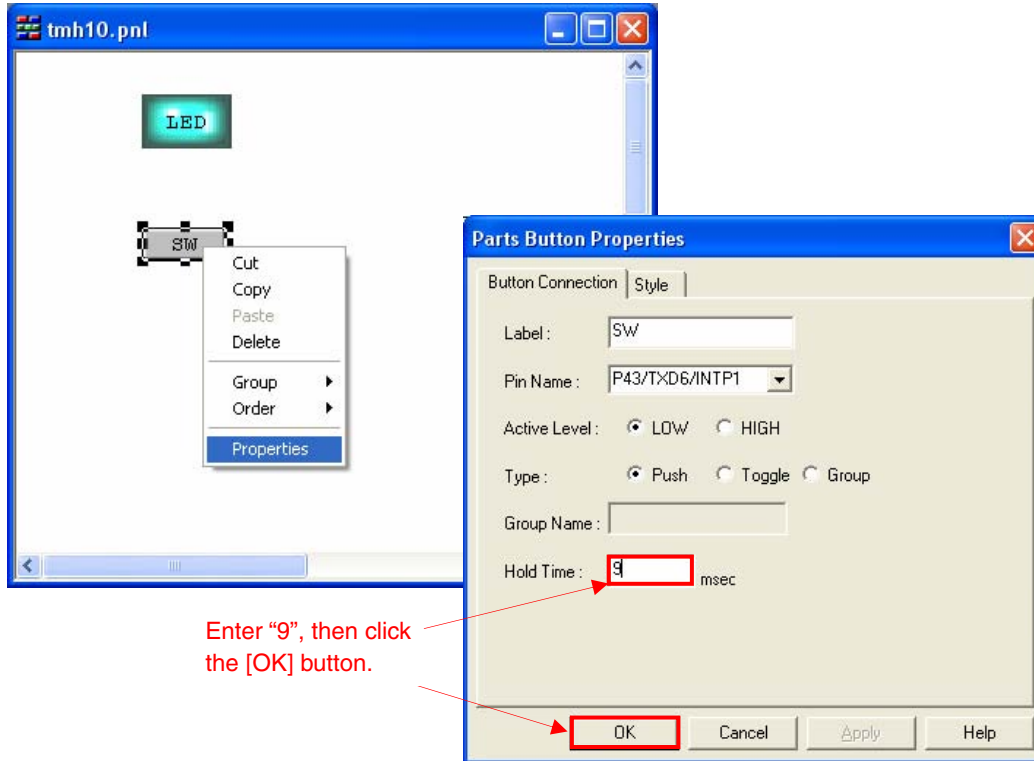 tmh10.pnl
LED
SW
Cut
Copy
Paste
Delete
Group
Order
Properties
Parts Button Properties
Button Connection Style
Label : SW
Pin Name : P43/TXD6/INTP1
Active Level : LOW HIGH
Type : Push Toggle Group
Group Name :
Hold Time : 9 msec
Enter “9”, then click
the [OK] button.
OK Cancel Apply Help